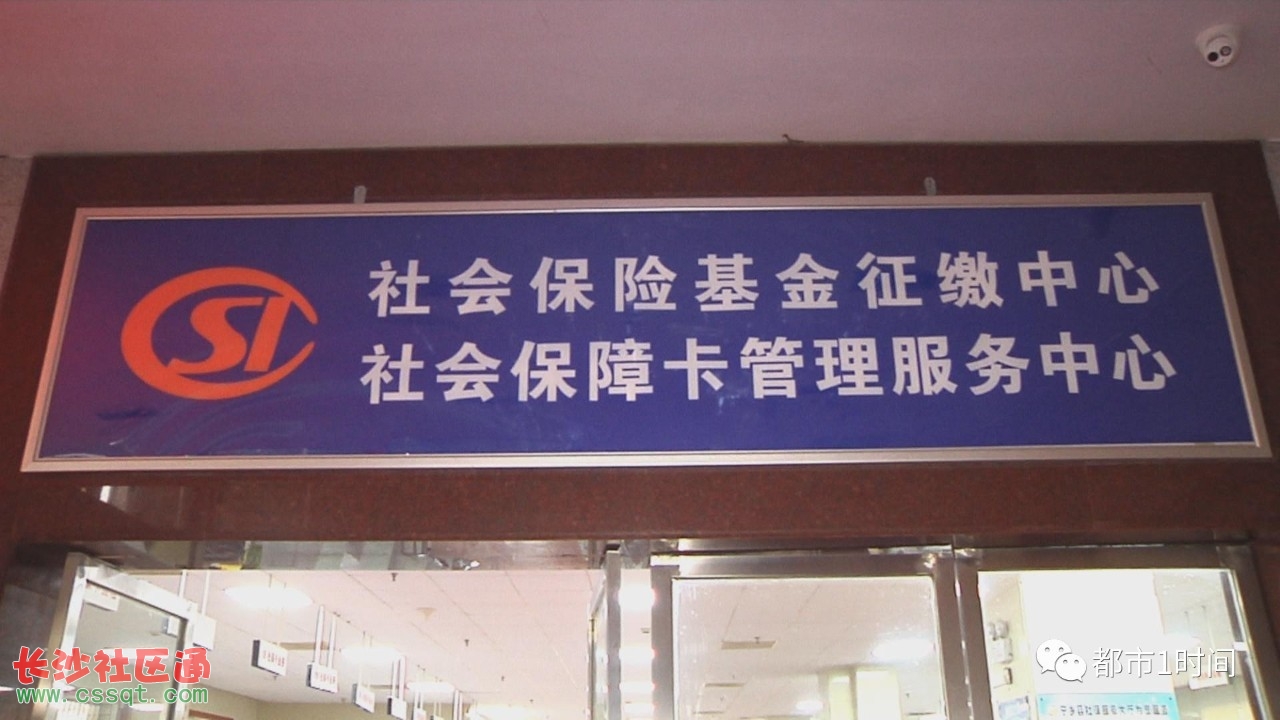 SI
社会保险基金征缴中心
社会保障卡管理服务中心
长沙社区通
www.cssqt.com
都市1时间